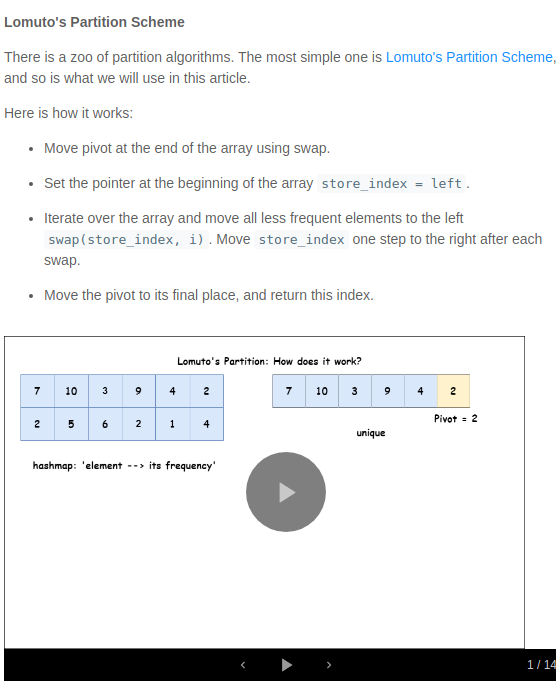 Lomuto's Partition Scheme
There is a zoo of partition algorithms. The most simple one is Lomuto's Partition Scheme,
and so is what we will use in this article.
Here is how it works:
• Move pivot at the end of the array using swap.
• Set the pointer at the beginning of the array store_index = left .
• Iterate over the array and move all less frequent elements to the left
swap(store_index, i) . Move store_index one step to the right after each
swap.
• Move the pivot to its final place, and return this index.
Lomuto's Partition: How does it work?
7 10 3 9 4 2
2 5 6 2 1 4
hashmap: 'element --> its frequency'
7 10 3 9 4 2
Pivot = 2
unique
1 / 14